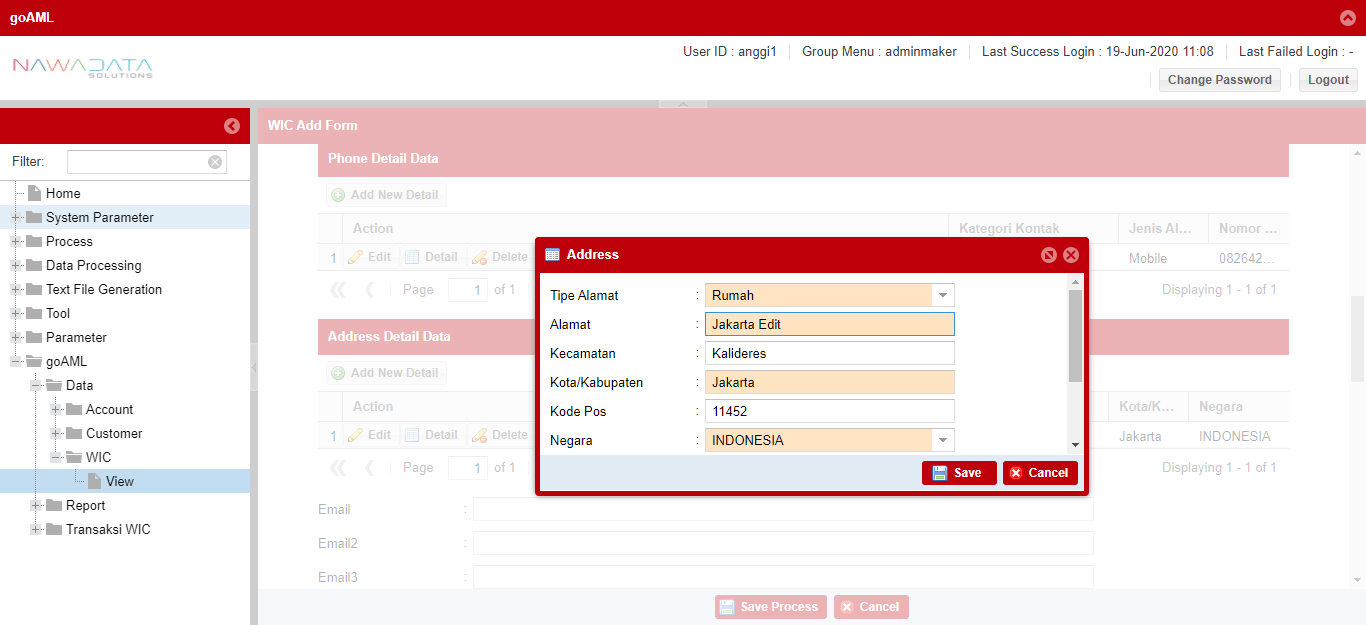 goAML
NAWADATA
SOLUTIONS
User ID : anggi1
Group Menu : adminmaker
Last Success Login : 19-Jun-2020 11:08
Last Failed Login : -
Change Password
Logout
Filter:
Home
System Parameter
Process
Data Processing
Text File Generation
Tool
Parameter
goAML
Data
Account
Customer
WIC
View
Report
Transaksi WIC
WIC Add Form
Phone Detail Data
Add New Detail
Action Kategori Kontak Jenis Al... Nomor ...
1 Edit Detail Delete Mobile 082642...
Page 1 of 1 Displaying 1 - 1 of 1
Address Detail Data
Add New Detail
Action Kota/K... Negara
1 Edit Detail Delete Jakarta INDONESIA
Page 1 of 1 Displaying 1 - 1 of 1
Email :
Email2 :
Email3 :
Save Process Cancel
Address
Tipe Alamat : Rumah
Alamat : Jakarta Edit
Kecamatan : Kalideres
Kota/Kabupaten : Jakarta
Kode Pos : 11452
Negara : INDONESIA
Save Cancel